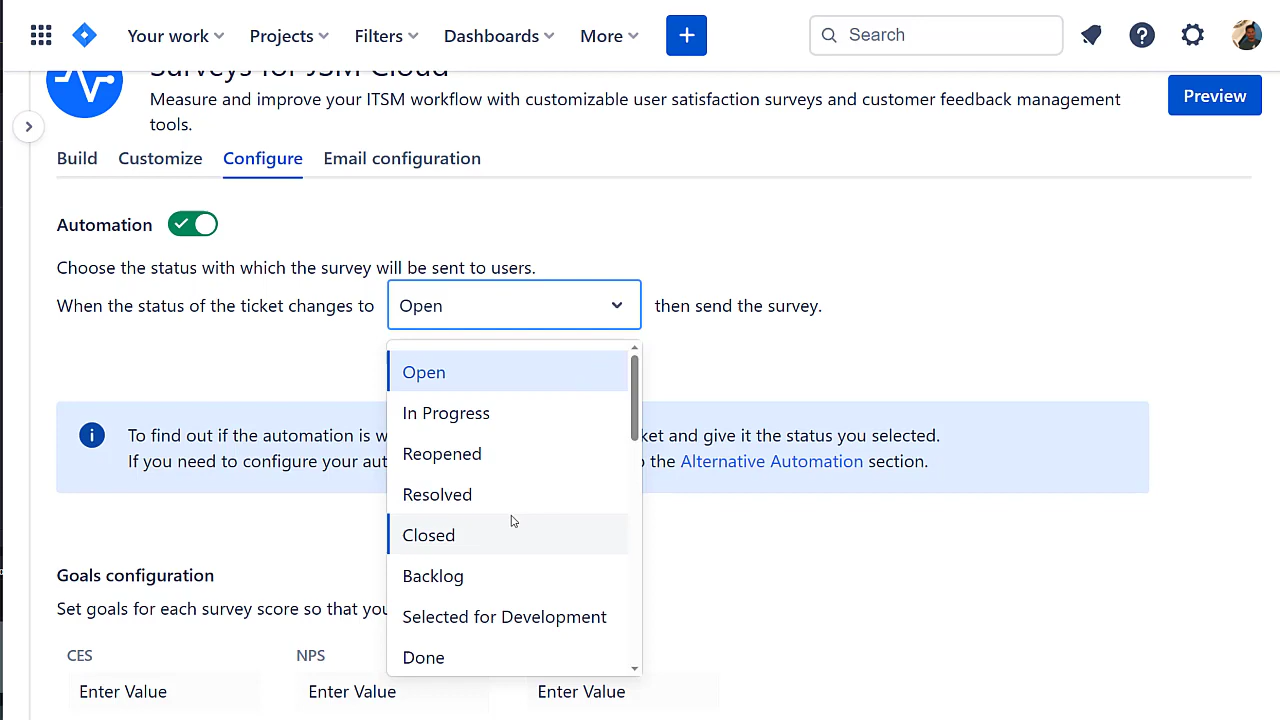 Your work
Projects
Filters
Dashboards
More
+
Search
Surveys for JSM Cloud
Measure and improve your ITSM workflow with customizable user satisfaction surveys and customer feedback management
tools.
Preview
Build
Customize
Configure
Email configuration
Automation
Choose the status with which the survey will be sent to users.
When the status of the ticket changes to
Open
then send the survey.
Open
In Progress
Reopened
Resolved
Closed
Backlog
Selected for Development
Done
To find out if the automation is w
ket and give it the status you selected.
If you need to configure your aut
the Alternative Automation section.
Goals configuration
Set goals for each survey score so that you
CES
NPS
Enter Value
Enter Value
Enter Value